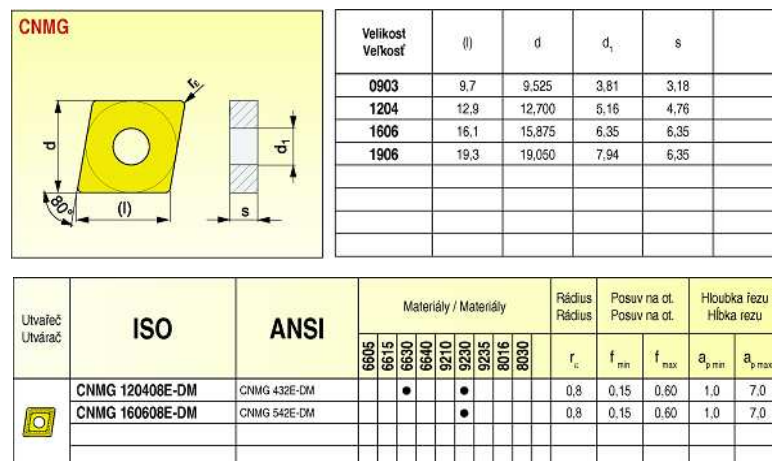 CNMG
rε
d
d1
80°
(l)
s
Velikost
Veľkosť
(l) d d1 s
0903 9,7 9,525 3,81 3,18
1204 12,9 12,700 5,16 4,76
1606 16,1 15,875 6,35 6,35
1906 19,3 19,050 7,94 6,35
Utvařeč
Utvárač
ISO
ANSI
Materiály / Materiály
6605 6615 6630 6640 9210 9230 9235 8016 8030
Rádius
Rádius
rε
Posuv na ot.
Posuv na ot.
f min f max
Hloubka řezu
Hĺbka rezu
ap min ap max
CNMG 120408E-DM CNMG 432E-DM ● ● 0,8 0,15 0,60 1,0 7,0
CNMG 160608E-DM CNMG 542E-DM ● 0,8 0,15 0,60 1,0 7,0